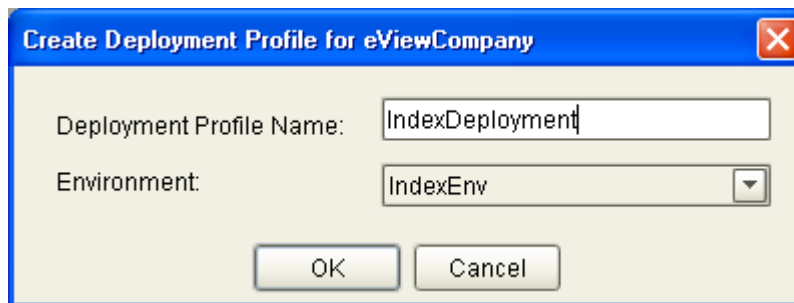 Create Deployment Profile for eViewCompany
Deployment Profile Name: IndexDeployment
Environment: IndexEnv
OK Cancel